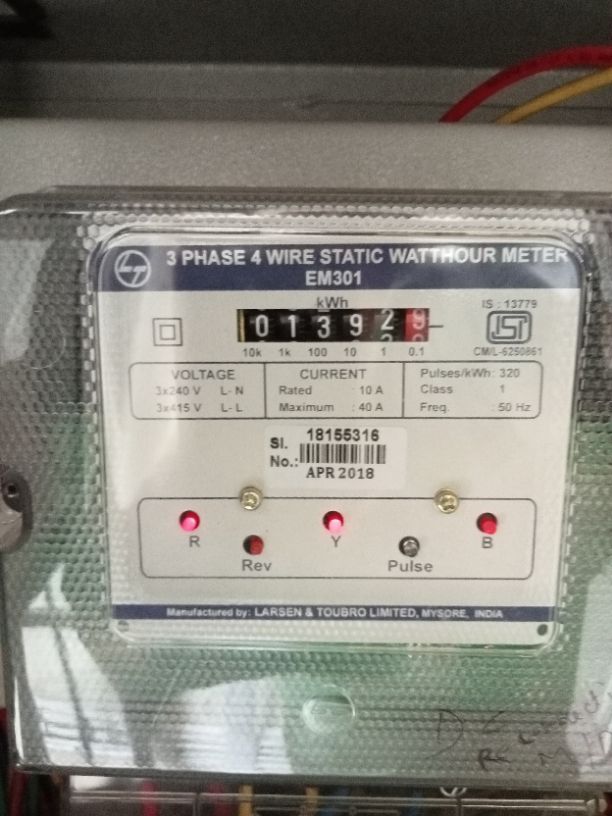 3 PHASE 4 WIRE STATIC WATTHOUR METER
EM301
kWh
IS : 13779
0 1 3 9 2 9
10k 1k 100 10 1 0.1
CM/L-6250861
VOLTAGE
3x240 V L- N
3x415 V L- L
CURRENT
Rated : 10 A
Maximum : 40 A
Pulses/kWh: 320
Class : 1
Freq. : 50 Hz
Sl. No.: 18155316
APR 2018
R Y B
Rev Pulse
Manufactured by: LARSEN & TOUBRO LIMITED, MYSORE, INDIA